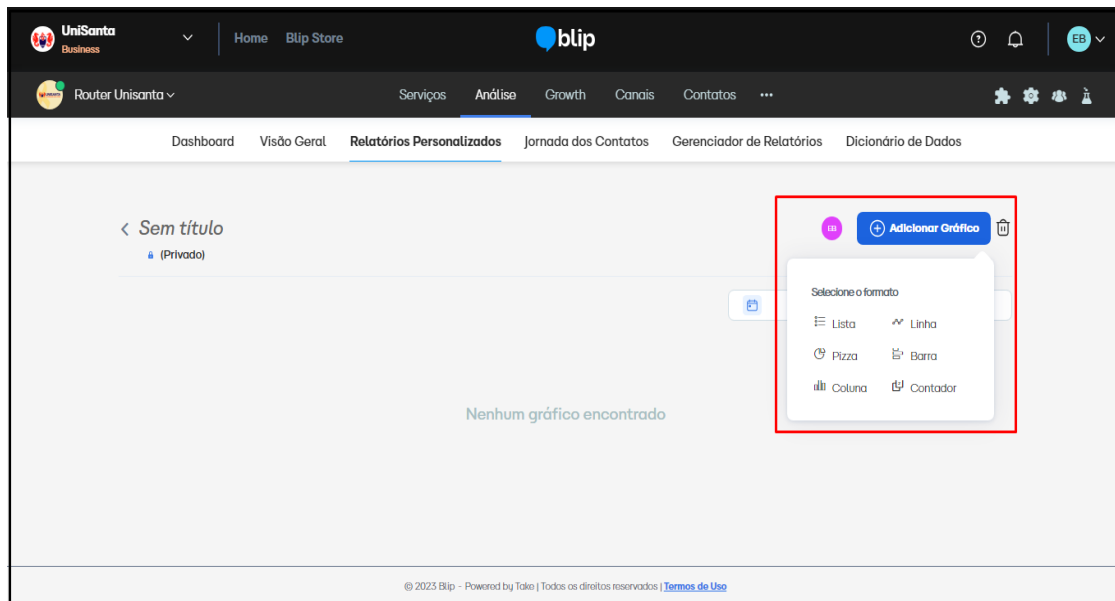 UniSanta
Business
Home Blip Store
blip
EB
Router Unisanta
Serviços Análise Growth Canais Contatos ...
Dashboard Visão Geral Relatórios Personalizados Jornada dos Contatos Gerenciador de Relatórios Dicionário de Dados
Sem título
(Privado)
EB
Adicionar Gráfico
Selecione o formato
Lista Linha
Pizza Barra
Coluna Contador
Nenhum gráfico encontrado
© 2023 Blip - Powered by Take | Todos os direitos reservados | Termos de Uso